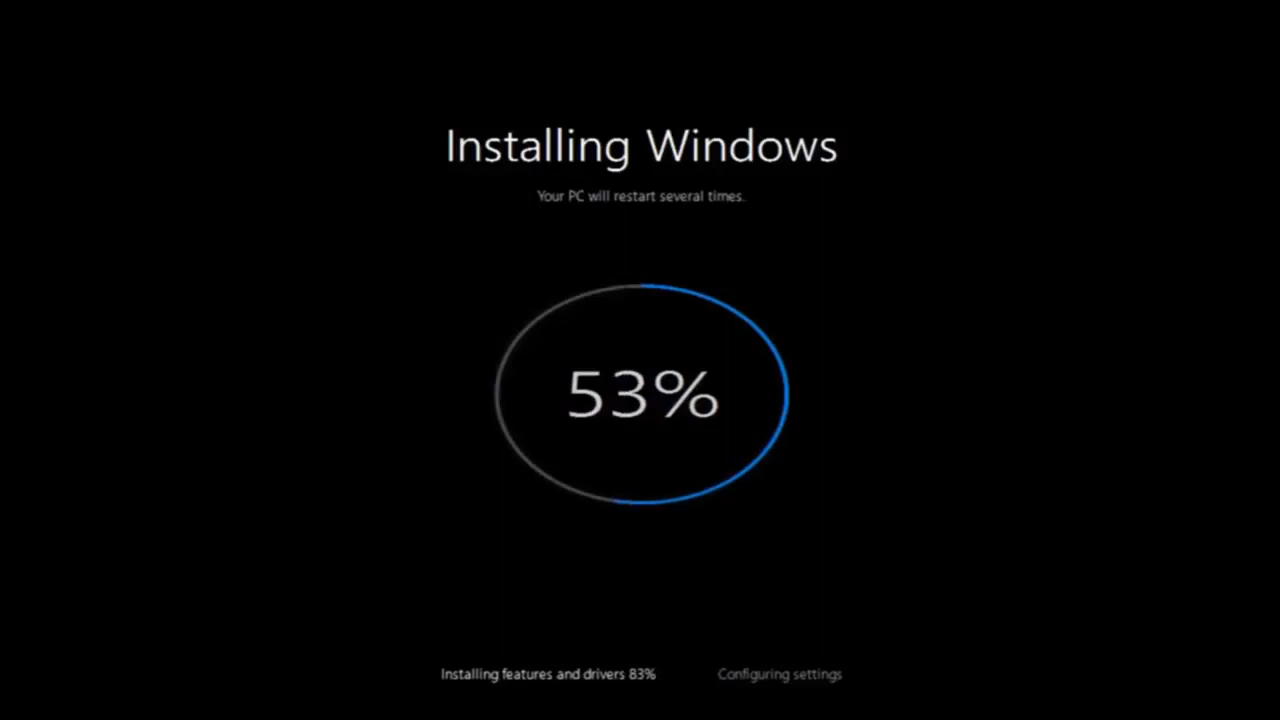 Installing Windows
Your PC will restart several times.
53%
Installing features and drivers 83% Configuring settings